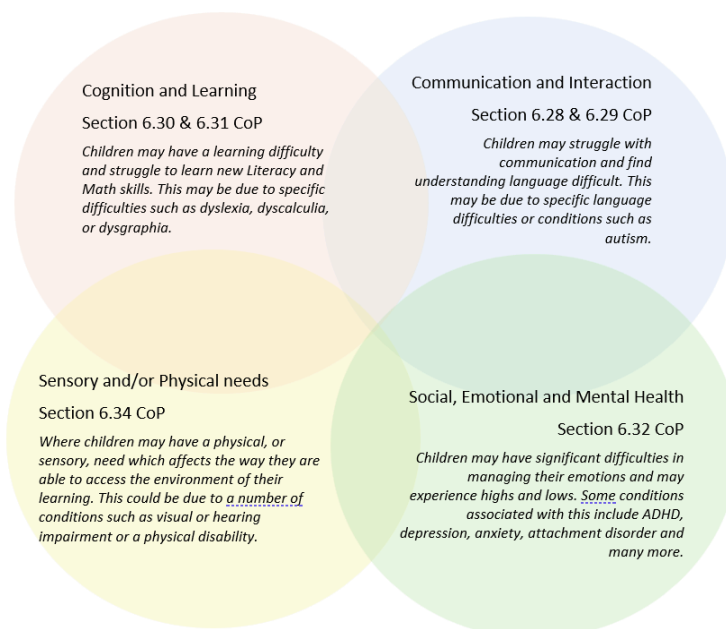 Cognition and Learning
Section 6.30 & 6.31 CoP
Children may have a learning difficulty
and struggle to learn new Literacy and
Math skills. This may be due to specific
difficulties such as dyslexia, dyscalculia,
or dysgraphia.
Communication and Interaction
Section 6.28 & 6.29 CoP
Children may struggle with
communication and find
understanding language difficult. This
may be due to specific language
difficulties or conditions such as
autism.
Sensory and/or Physical needs
Section 6.34 CoP
Where children may have a physical, or
sensory, need which affects the way they are
able to access the environment of their
learning. This could be due to a number of
conditions such as visual or hearing
impairment or a physical disability.
Social, Emotional and Mental Health
Section 6.32 CoP
Children may have significant difficulties in
managing their emotions and may
experience highs and lows. Some conditions
associated with this include ADHD,
depression, anxiety, attachment disorder and
many more.